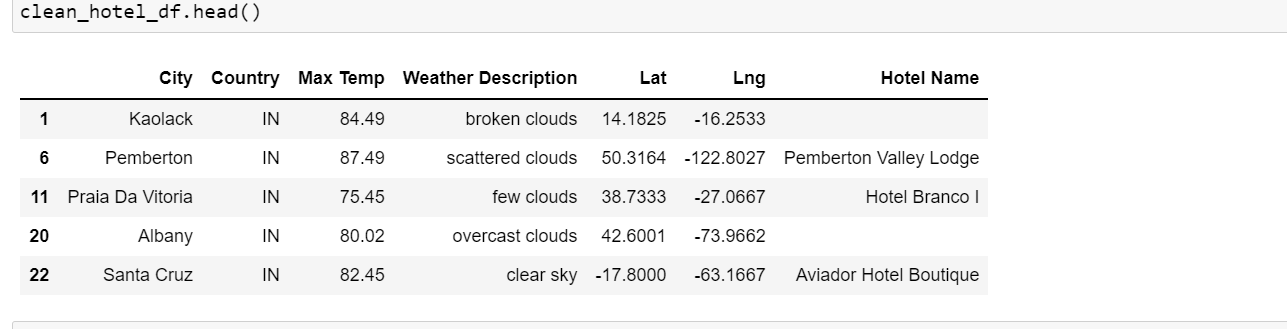 clean_hotel_df.head()
City Country Max Temp Weather Description Lat Lng Hotel Name
1 Kaolack IN 84.49 broken clouds 14.1825 -16.2533
6 Pemberton IN 87.49 scattered clouds 50.3164 -122.8027 Pemberton Valley Lodge
11 Praia Da Vitoria IN 75.45 few clouds 38.7333 -27.0667 Hotel Branco I
20 Albany IN 80.02 overcast clouds 42.6001 -73.9662
22 Santa Cruz IN 82.45 clear sky -17.8000 -63.1667 Aviador Hotel Boutique